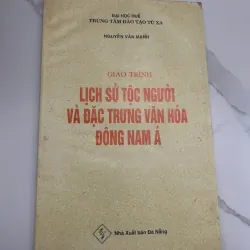 ĐẠI HỌC HUẾ
TRUNG TÂM ĐÀO TẠO TỪ XA
NGUYỄN VĂN MẠNH
GIÁO TRÌNH
LỊCH SỬ TỘC NGƯỜI
VÀ ĐẶC TRƯNG VĂN HÓA
ĐÔNG NAM Á
Nhà Xuất bản Đà Nẵng